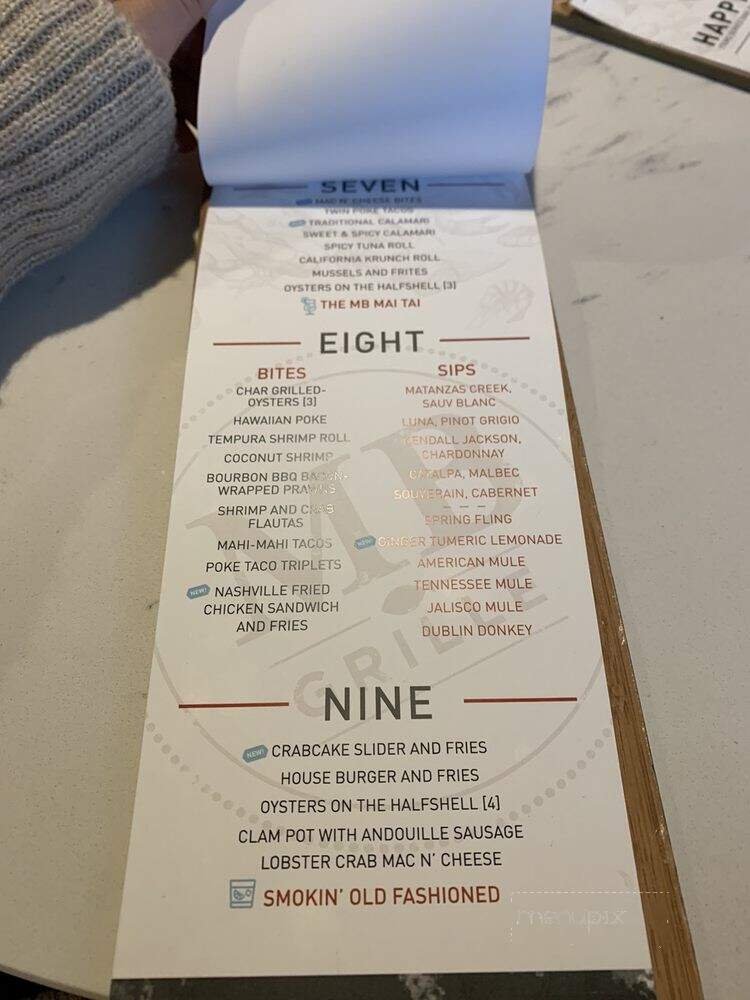 HAPP
SEVEN
NEW! MAC N' CHEESE BITES
TWIN POKE TACOS
TRADITIONAL CALAMARI
SWEET & SPICY CALAMARI
SPICY TUNA ROLL
CALIFORNIA KRUNCH ROLL
MUSSELS AND FRITES
OYSTERS ON THE HALFSHELL [3]
THE MB MAI TAI
EIGHT
BITES
CHAR GRILLED-
OYSTERS [3]
HAWAIIAN POKE
TEMPURA SHRIMP ROLL
COCONUT SHRIMP
BOURBON BBQ BACON-
WRAPPED PRAWNS
SHRIMP AND CRAB
FLAUTAS
MAHI-MAHI TACOS
POKE TACO TRIPLETS
NEW! NASHVILLE FRIED
CHICKEN SANDWICH
AND FRIES
SIPS
MATANZAS CREEK,
SAUV BLANC
LUNA, PINOT GRIGIO
KENDALL JACKSON,
CHARDONNAY
CATALPA, MALBEC
SOUVERAIN, CABERNET
SPRING FLING
NEW! GINGER TUMERIC LEMONADE
AMERICAN MULE
TENNESSEE MULE
JALISCO MULE
DUBLIN DONKEY
MB
GRILLE
NINE
NEW! CRABCAKE SLIDER AND FRIES
HOUSE BURGER AND FRIES
OYSTERS ON THE HALFSHELL [4]
CLAM POT WITH ANDOUILLE SAUSAGE
LOBSTER CRAB MAC N' CHEESE
SMOKIN' OLD FASHIONED
menupix